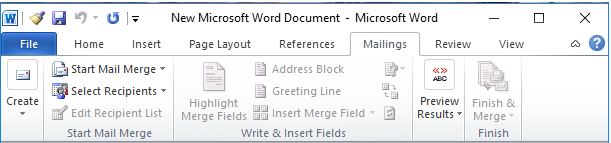 New Microsoft Word Document - Microsoft Word
File Home Insert Page Layout References Mailings Review View
Start Mail Merge Address Block
Create Select Recipients Highlight Merge Fields Greeting Line «» ABC Preview Results Finish & Merge
Edit Recipient List Insert Merge Field
Start Mail Merge Write & Insert Fields Finish